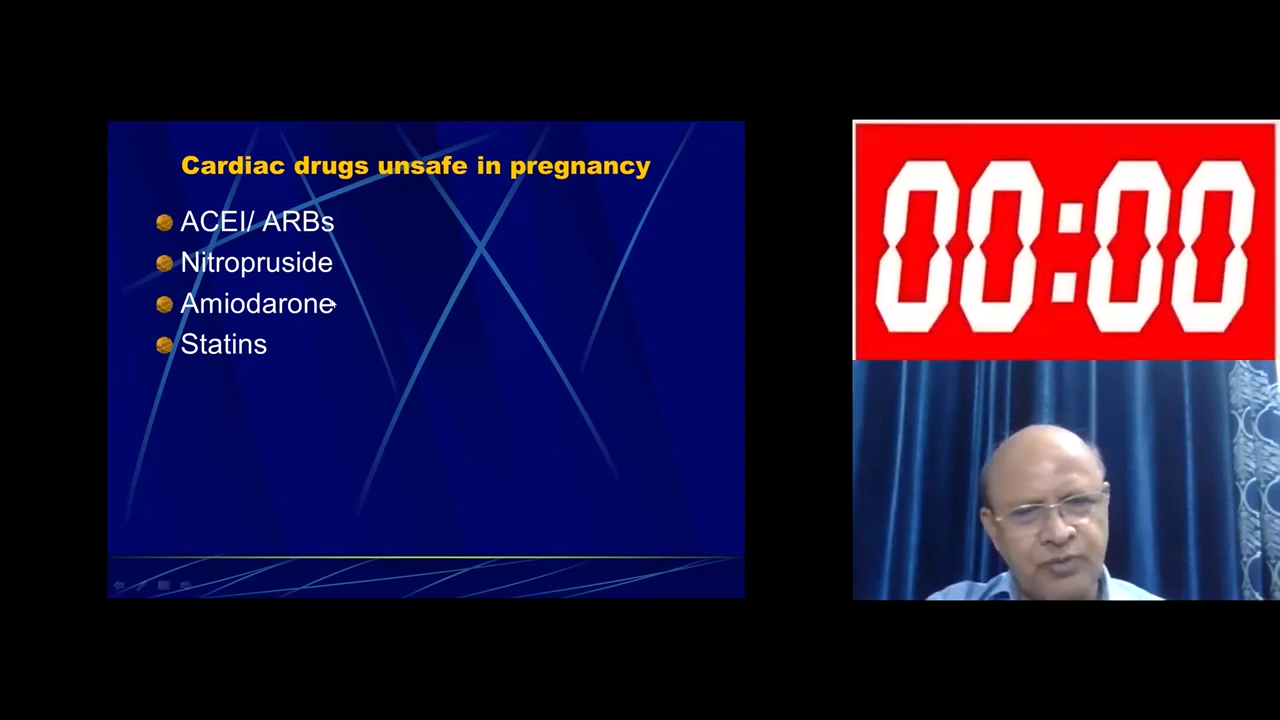 Cardiac drugs unsafe in pregnancy
ACEI/ ARBs
Nitropruside
Amiodarone
Statins
00:00